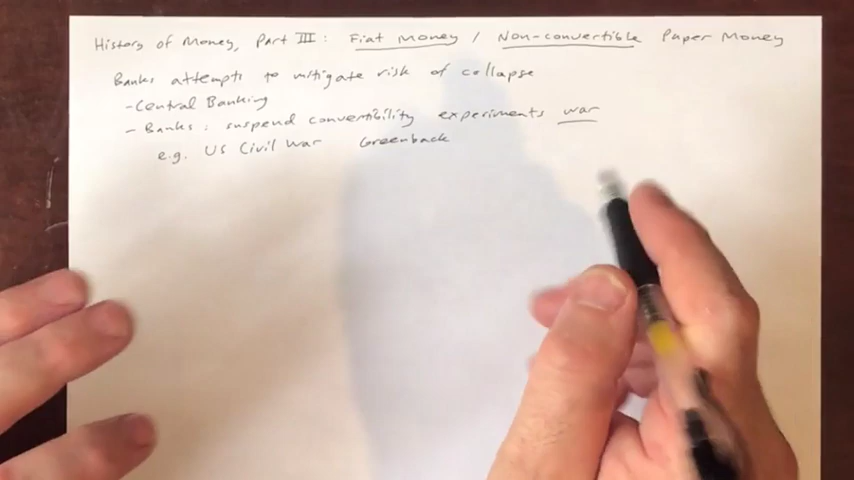 History of Money, Part III: Fiat Money / Non-convertible Paper Money
Banks attempts to mitigate risk of collapse
- Central Banking
- Banks: suspend convertibility experiments war
e.g. US Civil War Greenback